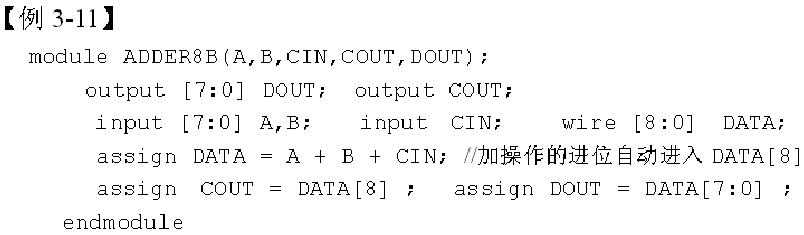 【例 3-11】
module ADDER8B(A,B,CIN,COUT,DOUT);
output [7:0] DOUT; output COUT;
input [7:0] A,B; input CIN; wire [8:0] DATA;
assign DATA = A + B + CIN; //加操作的进位自动进入 DATA[8]
assign COUT = DATA[8] ; assign DOUT = DATA[7:0] ;
endmodule